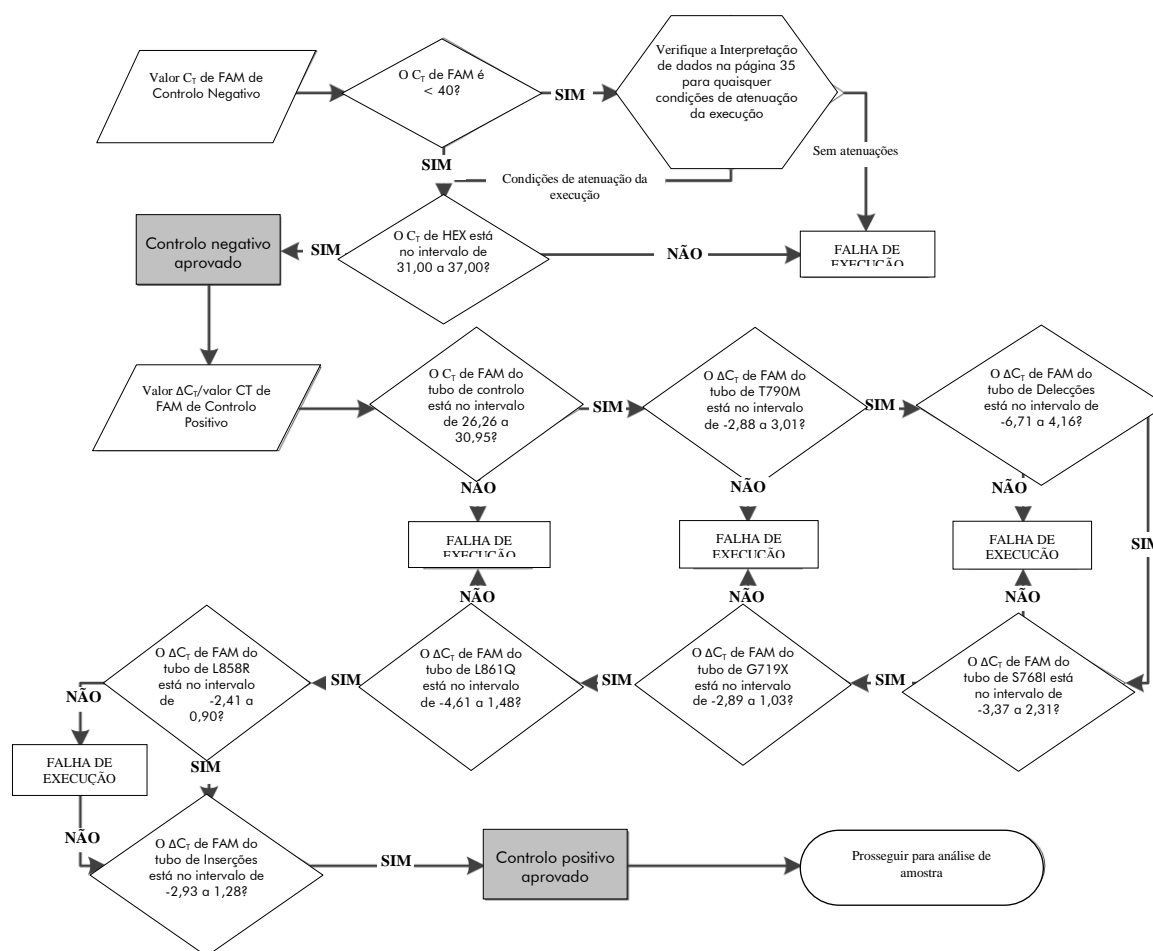 Valor CT de FAM de
Controlo Negativo
O CT de FAM é
< 40?
SIM
Verifique a Interpretação
de dados na página 35
para quaisquer
condições de atenuação
da execução
SIM
Condições de atenuação da
execução
Sem atenuações
Controlo negativo
aprovado
SIM
O CT de HEX está
no intervalo de
31,00 a 37,00?
NÃO
FALHA DE
EXECUÇÃO
Valor ΔCT/valor CT de
FAM de Controlo
Positivo
O CT de FAM do
tubo de controlo
está no intervalo
de 26,26 a
30,95?
SIM
O ΔCT de FAM do
tubo de T790M
está no intervalo
de -2,88 a 3,01?
SIM
O ΔCT de FAM do
tubo de Delecções
está no intervalo de
-6,71 a 4,16?
NÃO
NÃO
NÃO
FALHA DE
EXECUÇÃO
FALHA DE
EXECUÇÃO
FALHA DE
EXECUÇÃO
SIM
NÃO
NÃO
NÃO
O ΔCT de FAM do
tubo de L858R
está no intervalo
de -2,41 a
0,90?
SIM
O ΔCT de FAM do
tubo de L861Q
está no intervalo
de -4,61 a 1,48?
SIM
O ΔCT de FAM do
tubo de G719X
está no intervalo
de -2,89 a 1,03?
SIM
O ΔCT de FAM do
tubo de S768I está
no intervalo de
-3,37 a 2,31?
NÃO
FALHA DE
EXECUÇÃO
SIM
NÃO
O ΔCT de FAM do
tubo de Inserções
está no intervalo de
-2,93 a 1,28?
SIM
Controlo positivo
aprovado
Prosseguir para análise de
amostra